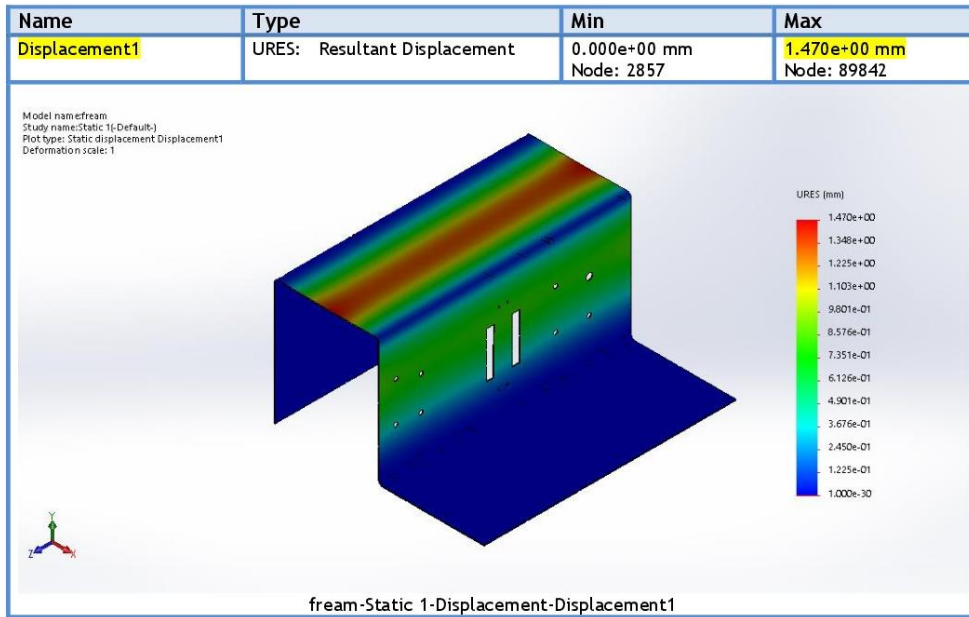 Name Type Min Max
Displacement1 URES: Resultant Displacement 0.000e+00 mm 1.470e+00 mm
Node: 2857 Node: 89842
Model name:fream
Study name:Static 1(-Default-)
Plot type: Static displacement Displacement1
Deformation scale: 1
URES (mm)
1.470e+00
1.348e+00
1.225e+00
1.103e+00
9.801e-01
8.576e-01
7.351e-01
6.126e-01
4.901e-01
3.676e-01
2.450e-01
1.225e-01
1.000e-30
Y
Z X
fream-Static 1-Displacement-Displacement1